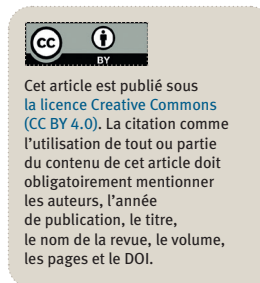 cc
BY
Cet article est publié sous
la licence Creative Commons
(CC BY 4.0). La citation comme
l’utilisation de tout ou partie
du contenu de cet article doit
obligatoirement mentionner
les auteurs, l’année
de publication, le titre,
le nom de la revue, le volume,
les pages et le DOI.